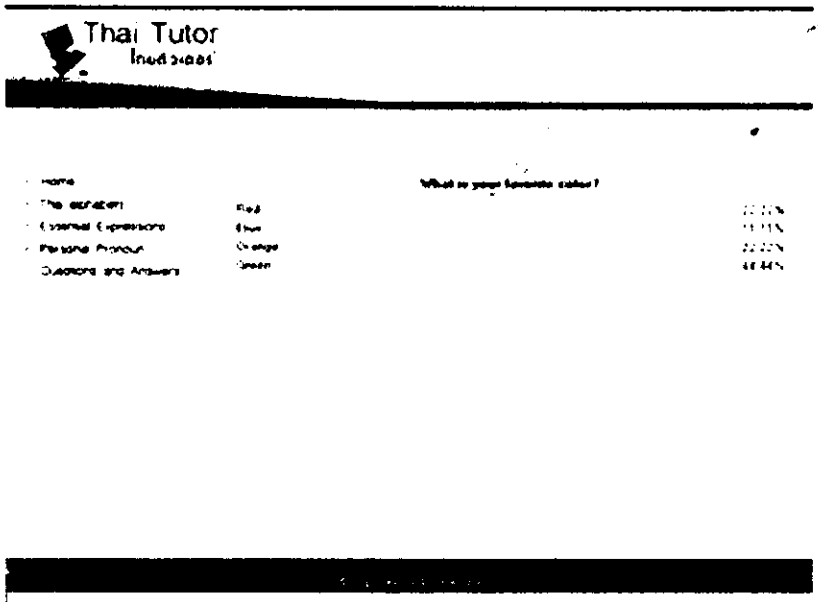 Thai Tutor
Home
What is your favorite color?
The alphabert
Essential Expressions
Personal Pronoun
Questions and Answers
Red
Blue
Orange
Green
22.22%
11.11%
22.22%
44.44%